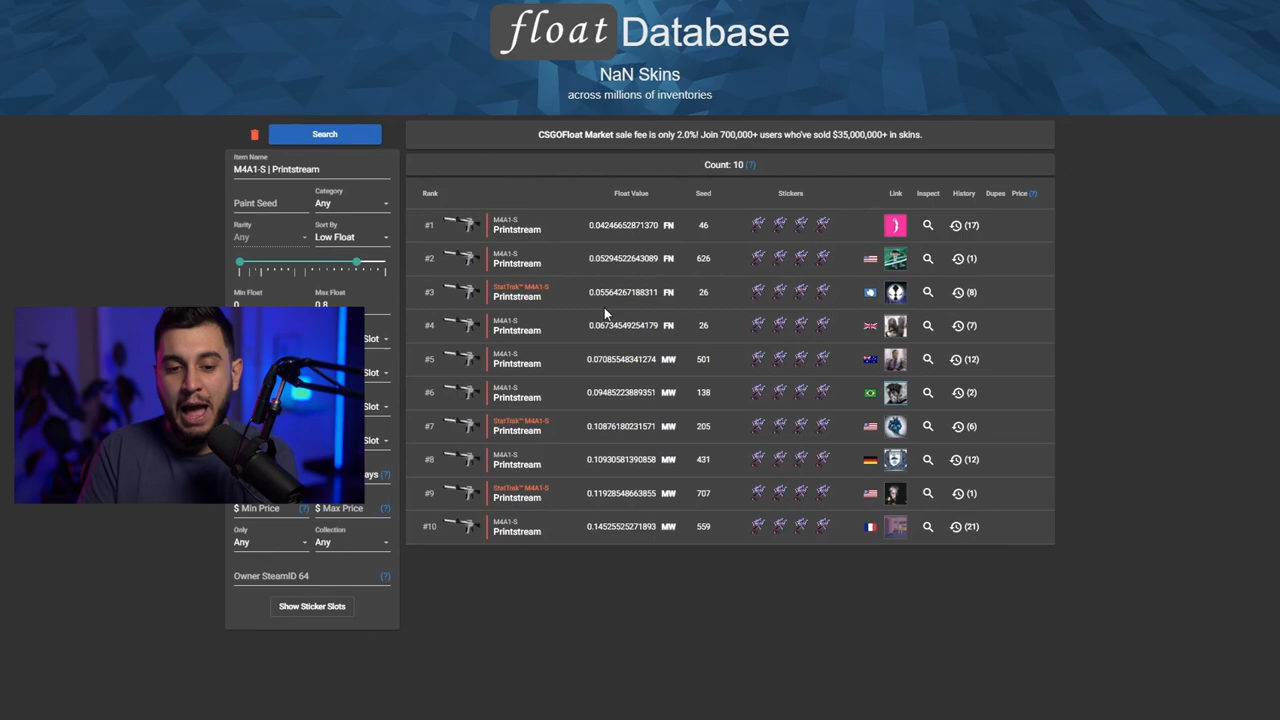 float Database
NaN Skins
across millions of inventories
Search
CSGOFloat Market sale fee is only 2.0%! Join 700,000+ users who've sold $35,000,000+ in skins.
Item Name
M4A1-S | Printstream
Count: 10 (?)
Category
Paint Seed Any
Rarity Sort By
Any Low Float
Min Float Max Float
0 0.8
Slot
Slot
Slot
Slot
ays (?)
$ Min Price (?) $ Max Price (?)
Only Collection
Any Any
Owner SteamID 64 (?)
Show Sticker Slots
Rank Float Value Seed Stickers Link Inspect History Dupes Price (?)
#1 M4A1-S Printstream 0.04246652871370 FN 46 (17)
#2 M4A1-S Printstream 0.05294522643089 FN 626 (1)
#3 StatTrak™ M4A1-S Printstream 0.05564267188311 FN 26 (8)
#4 M4A1-S Printstream 0.06734549254179 FN 26 (7)
#5 M4A1-S Printstream 0.07085548341274 MW 501 (12)
#6 M4A1-S Printstream 0.09485223889351 MW 138 (2)
#7 StatTrak™ M4A1-S Printstream 0.10876180231571 MW 205 (6)
#8 M4A1-S Printstream 0.10930581390858 MW 431 (12)
#9 StatTrak™ M4A1-S Printstream 0.11928548663855 MW 707 (1)
#10 M4A1-S Printstream 0.14525525271893 MW 559 (21)